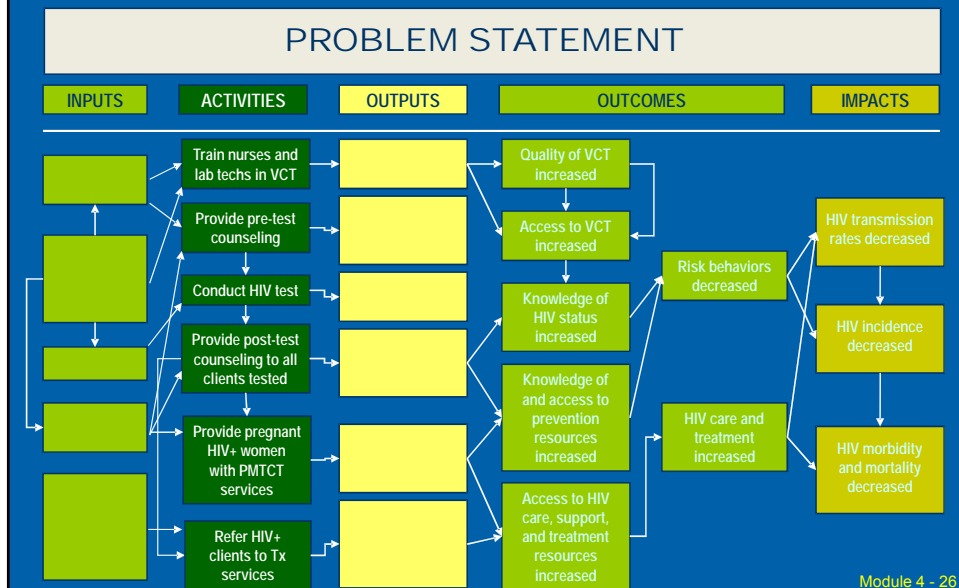 PROBLEM STATEMENT
INPUTS
ACTIVITIES
OUTPUTS
OUTCOMES
IMPACTS
Train nurses and
lab techs in VCT
Provide pre-test
counseling
Conduct HIV test
Provide post-test
counseling to all
clients tested
Provide pregnant
HIV+ women
with PMTCT
services
Refer HIV+
clients to Tx
services
Quality of VCT
increased
Access to VCT
increased
Knowledge of
HIV status
increased
Knowledge of
and access to
prevention
resources
increased
Access to HIV
care, support,
and treatment
resources
increased
Risk behaviors
decreased
HIV care and
treatment
increased
HIV transmission
rates decreased
HIV incidence
decreased
HIV morbidity
and mortality
decreased
Module 4 - 26